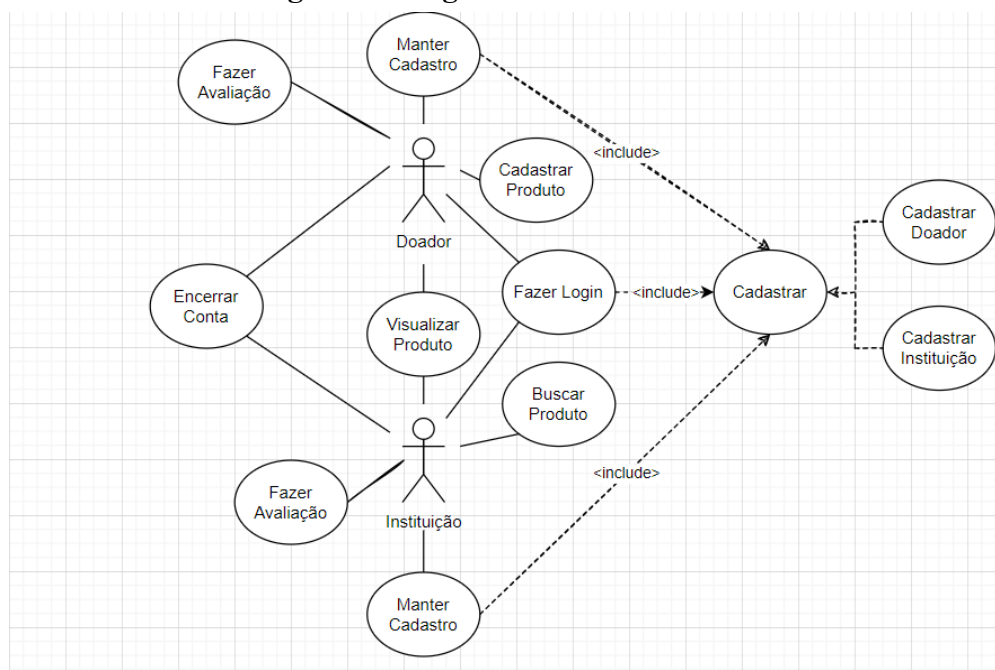 Manter
Cadastro
Fazer
Avaliação
<include>
Cadastrar
Produto
Cadastrar
Doador
Doador
Encerrar
Conta
Fazer Login
<include>
Cadastrar
Visualizar
Produto
Cadastrar
Instituição
Buscar
Produto
<include>
Fazer
Avaliação
Instituição
Manter
Cadastro